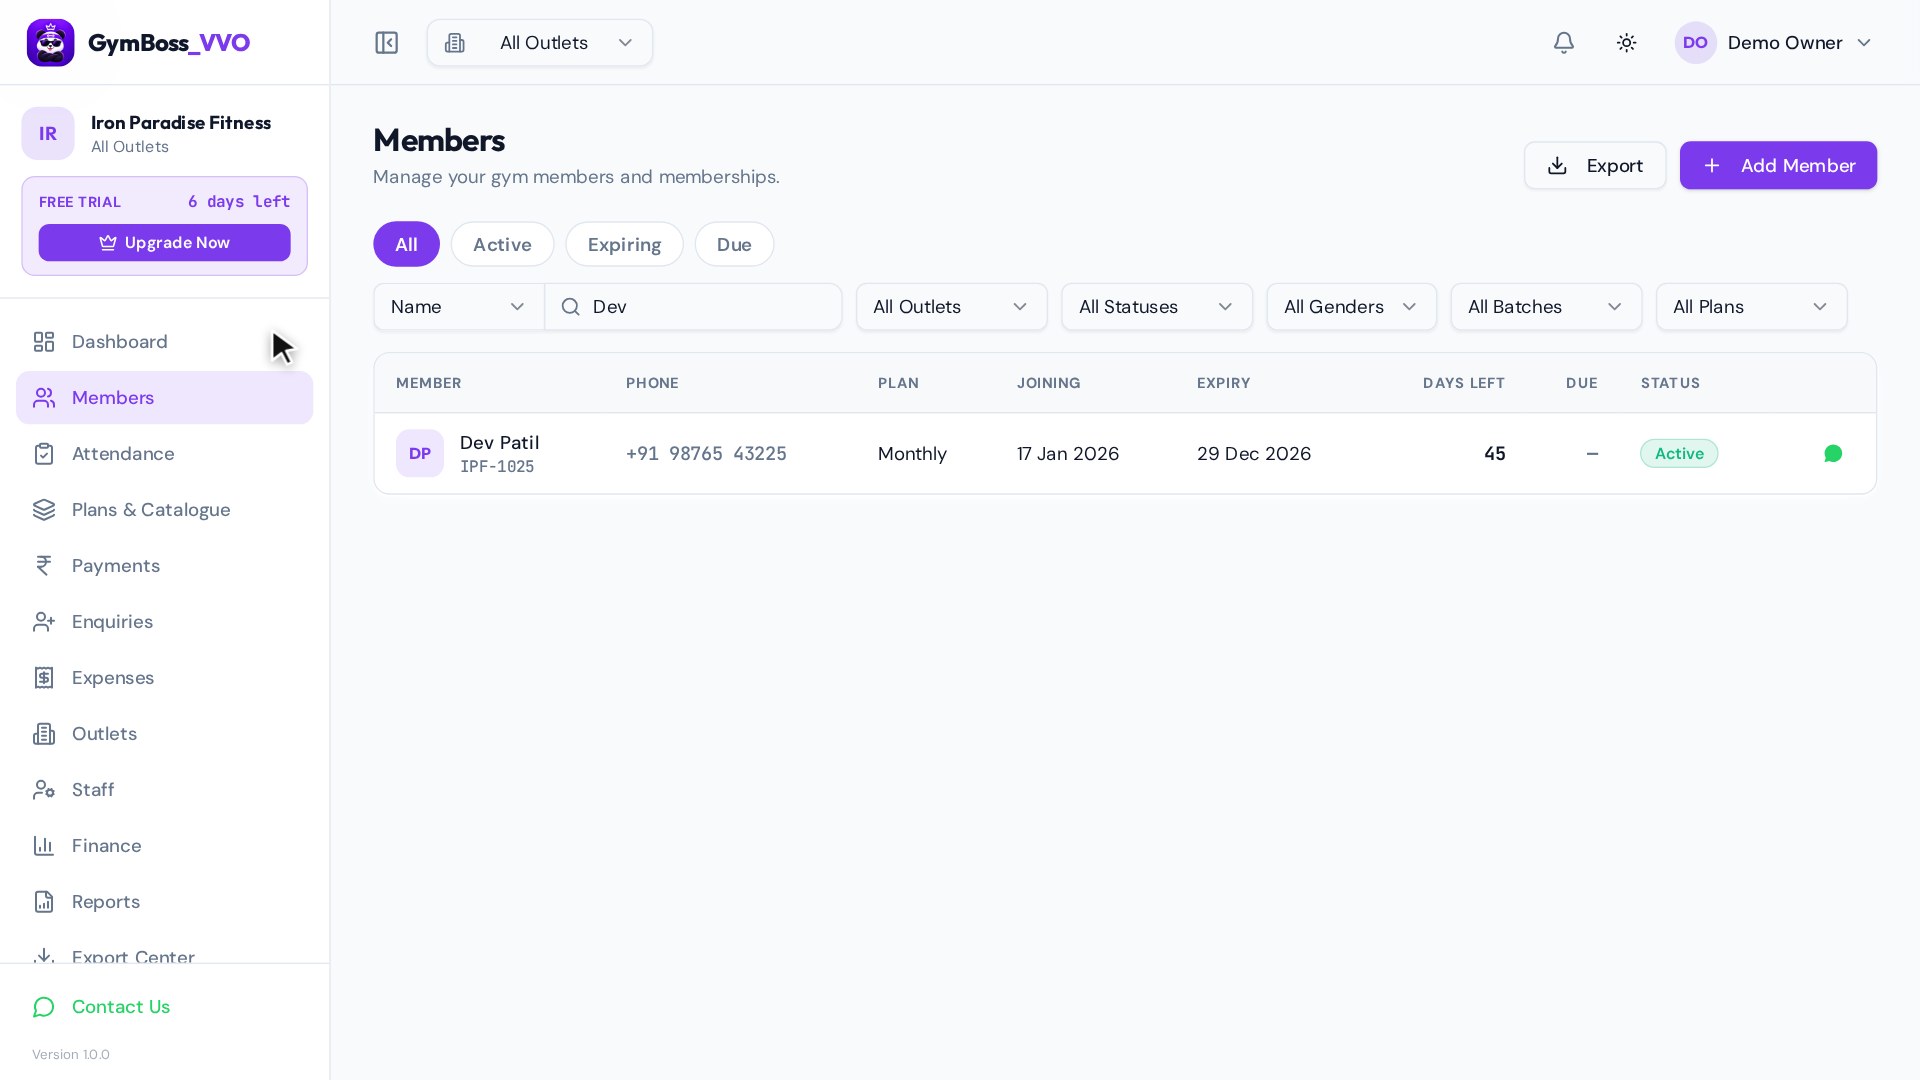 GymBoss_VVO
All Outlets
DO Demo Owner
IR
Iron Paradise Fitness
All Outlets
FREE TRIAL 6 days left
Upgrade Now
Dashboard
Members
Attendance
Plans & Catalogue
Payments
Enquiries
Expenses
Outlets
Staff
Finance
Reports
Export Center
Contact Us
Version 1.0.0
Members
Manage your gym members and memberships.
Export
Add Member
All Active Expiring Due
Name Dev All Outlets All Statuses All Genders All Batches All Plans
MEMBER PHONE PLAN JOINING EXPIRY DAYS LEFT DUE STATUS
DP Dev Patil +91 98765 43225 Monthly 17 Jan 2026 29 Dec 2026 45 – Active
IPF-1025